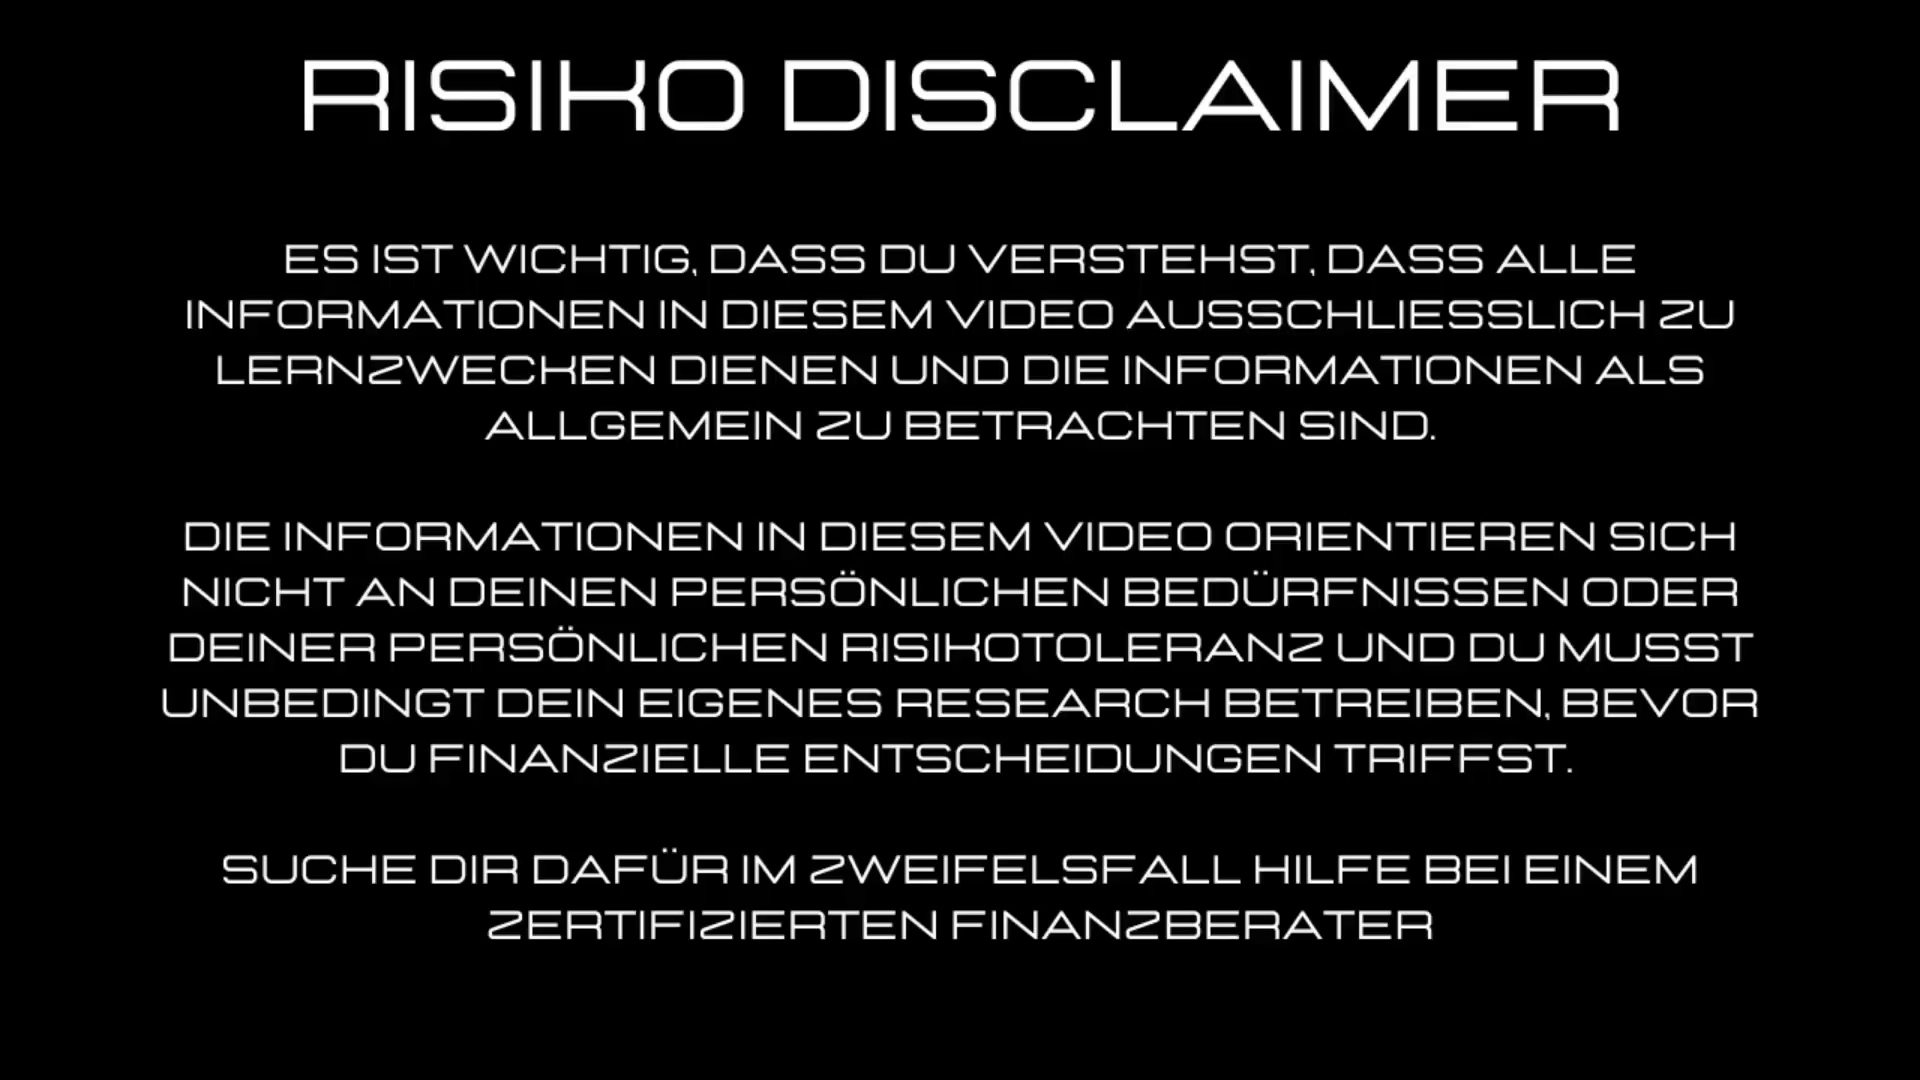 RISIKO DISCLAIMER
ES IST WICHTIG, DASS DU VERSTEHST, DASS ALLE
INFORMATIONEN IN DIESEM VIDEO AUSSCHLIESSLICH ZU
LERNZWECKEN DIENEN UND DIE INFORMATIONEN ALS
ALLGEMEIN ZU BETRACHTEN SIND.
DIE INFORMATIONEN IN DIESEM VIDEO ORIENTIEREN SICH
NICHT AN DEINEN PERSÖNLICHEN BEDÜRFNISSEN ODER
DEINER PERSÖNLICHEN RISIKOTOLERANZ UND DU MUSST
UNBEDINGT DEIN EIGENES RESEARCH BETREIBEN, BEVOR
DU FINANZIELLE ENTSCHEIDUNGEN TRIFFST.
SUCHE DIR DAFÜR IM ZWEIFELSFALL HILFE BEI EINEM
ZERTIFIZIERTEN FINANZBERATER